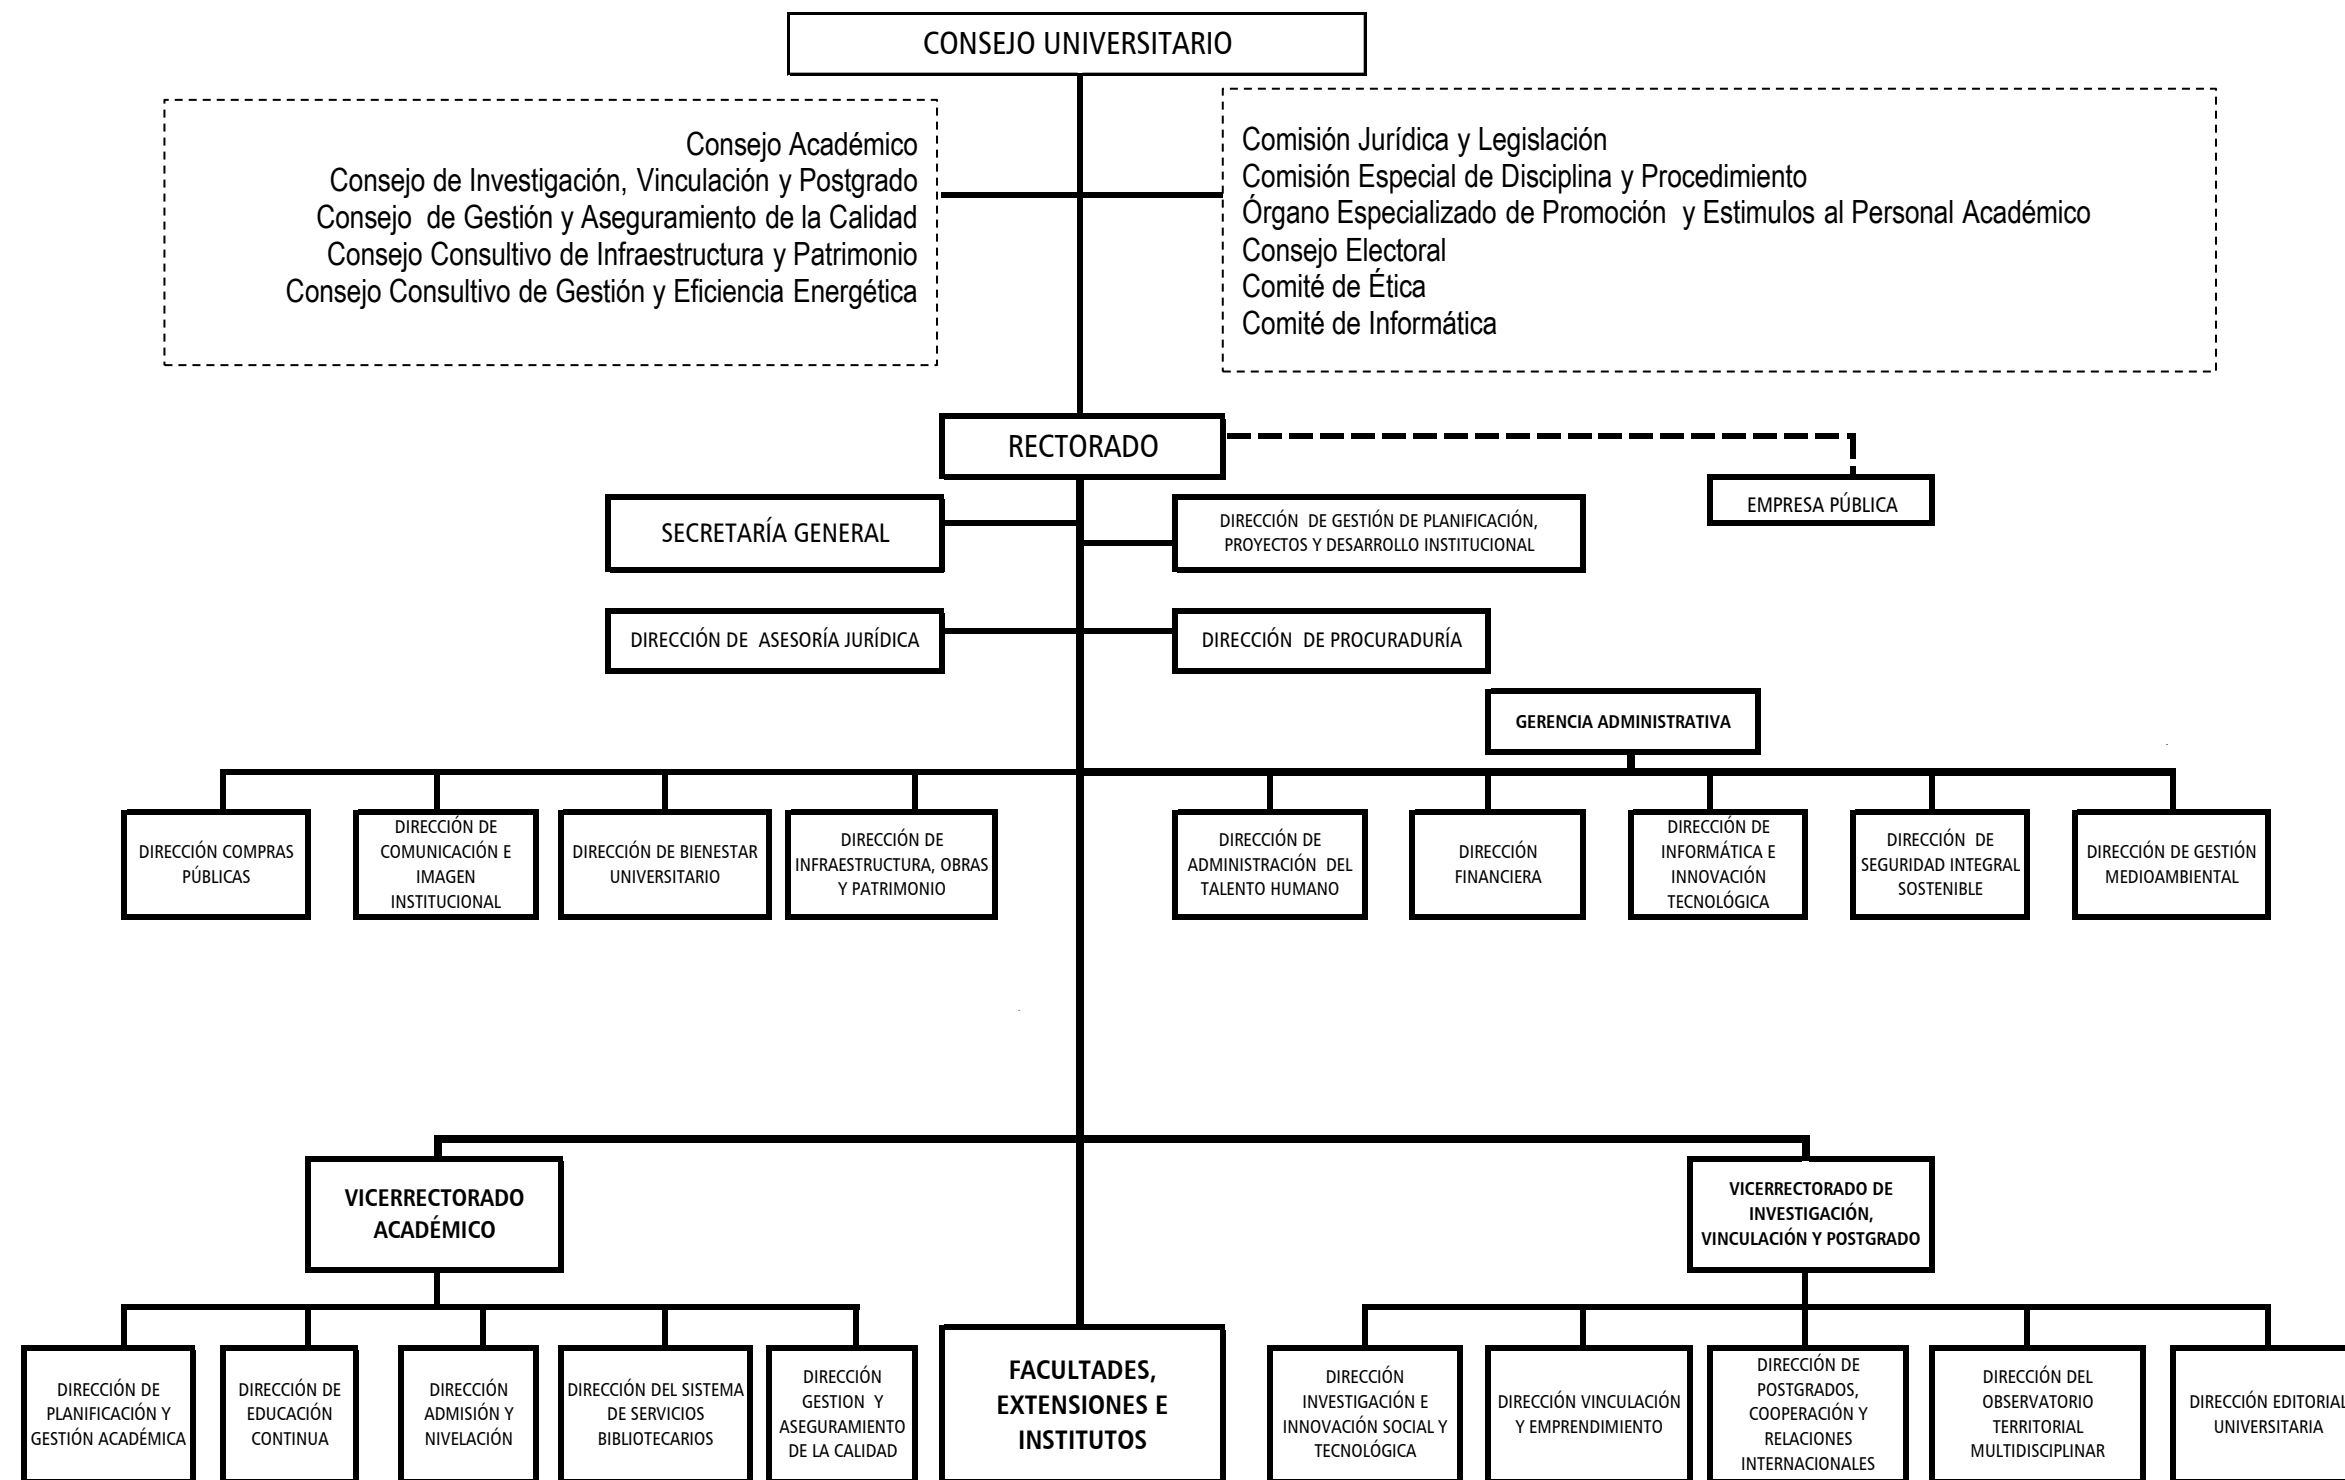 CONSEJO UNIVERSITARIO
Consejo Académico
Consejo de Investigación, Vinculación y Postgrado
Consejo  de Gestión y Aseguramiento de la Calidad
Consejo Consultivo de Infraestructura y Patrimonio
Consejo Consultivo de Gestión y Eficiencia Energética
Comisión Jurídica y Legislación
Comisión Especial de Disciplina y Procedimiento
Órgano Especializado de Promoción  y Estimulos al Personal Académico
Consejo Electoral
Comité de Ética
Comité de Informática
RECTORADO
EMPRESA PÚBLICA
SECRETARÍA GENERAL
DIRECCIÓN  DE GESTIÓN DE PLANIFICACIÓN,
PROYECTOS Y DESARROLLO INSTITUCIONAL
DIRECCIÓN DE  ASESORÍA JURÍDICA
DIRECCIÓN  DE PROCURADURÍA
GERENCIA ADMINISTRATIVA
DIRECCIÓN COMPRAS
PÚBLICAS
DIRECCIÓN DE
COMUNICACIÓN E
IMAGEN
INSTITUCIONAL
DIRECCIÓN DE BIENESTAR
UNIVERSITARIO
DIRECCIÓN DE
INFRAESTRUCTURA, OBRAS
Y PATRIMONIO
DIRECCIÓN DE
ADMINISTRACIÓN  DEL
TALENTO HUMANO
DIRECCIÓN
FINANCIERA
DIRECCIÓN DE
INFORMÁTICA E
INNOVACIÓN
TECNOLÓGICA
DIRECCIÓN  DE
SEGURIDAD INTEGRAL
SOSTENIBLE
DIRECCIÓN DE GESTIÓN
MEDIOAMBIENTAL
VICERRECTORADO
ACADÉMICO
VICERRECTORADO DE
INVESTIGACIÓN,
VINCULACIÓN Y POSTGRADO
DIRECCIÓN DE
PLANIFICACIÓN Y
GESTIÓN ACADÉMICA
DIRECCIÓN DE
EDUCACIÓN
CONTINUA
DIRECCIÓN
ADMISIÓN Y
NIVELACIÓN
DIRECCIÓN DEL SISTEMA
DE SERVICIOS
BIBLIOTECARIOS
DIRECCIÓN
GESTION  Y
ASEGURAMIENTO
DE LA CALIDAD
FACULTADES,
EXTENSIONES E
INSTITUTOS
DIRECCIÓN
INVESTIGACIÓN E
INNOVACIÓN SOCIAL Y
TECNOLÓGICA
DIRECCIÓN VINCULACIÓN
Y EMPRENDIMIENTO
DIRECCIÓN DE
POSTGRADOS,
COOPERACIÓN Y
RELACIONES
INTERNACIONALES
DIRECCIÓN DEL
OBSERVATORIO
TERRITORIAL
MULTIDISCIPLINAR
DIRECCIÓN EDITORIAL
UNIVERSITARIA